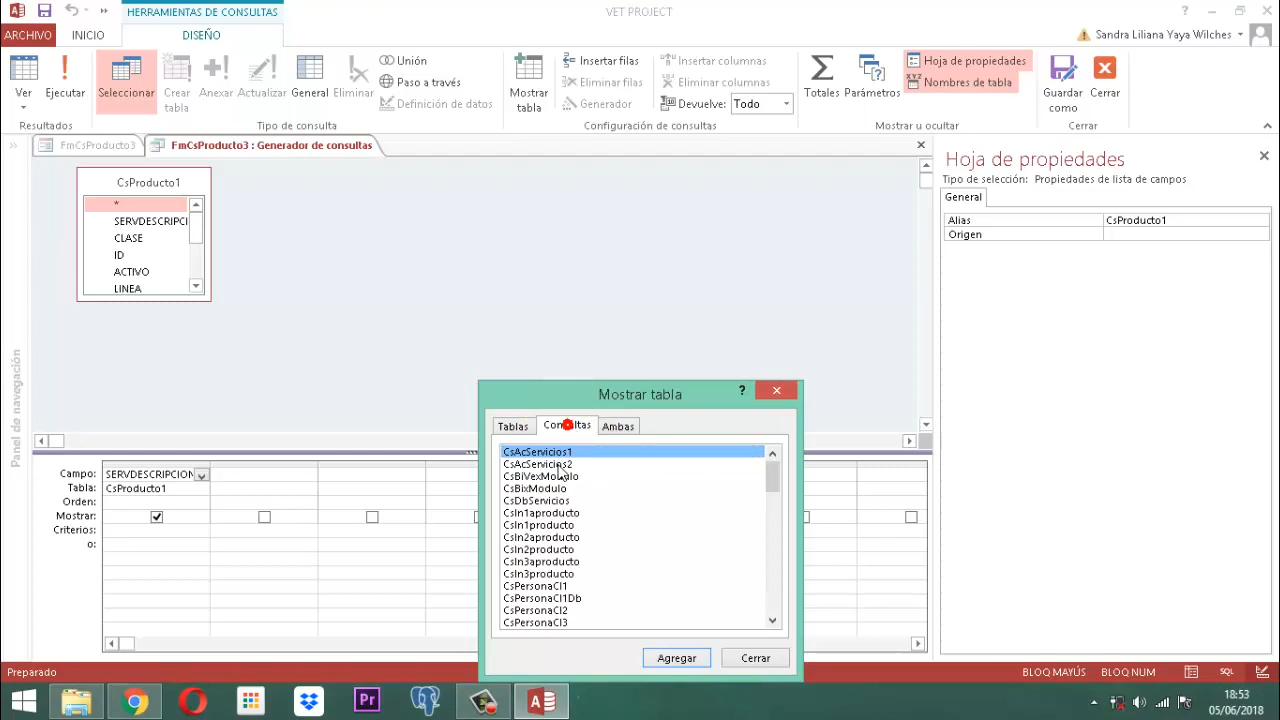 HERRAMIENTAS DE CONSULTAS
VET PROJECT
ARCHIVO INICIO DISEÑO
Sandra Liliana Yaya Wilches
Ver
Ejecutar
Seleccionar
Crear tabla
Anexar
Actualizar
General
Eliminar
Unión
Paso a través
Definición de datos
Mostrar tabla
Insertar filas
Eliminar filas
Generador
Insertar columnas
Eliminar columnas
Devuelve: Todo
Totales
Parámetros
Hoja de propiedades
Nombres de tabla
Guardar como
Cerrar
Resultados
Tipo de consulta
Configuración de consultas
Mostrar u ocultar
Cerrar
FmCsProducto3
FmCsProducto3 : Generador de consultas
CsProducto1
*
SERVDESCRIPCI
CLASE
ID
ACTIVO
LINEA
Panel de navegación
Hoja de propiedades
Tipo de selección: Propiedades de lista de campos
General
Alias CsProducto1
Origen
Mostrar tabla
Tablas
Ambas
CsAcServicios1
CsAcServicios2
CsDbServicios
CsBixModulo
CsIn1aproducto
CsIn1producto
CsIn2aproducto
CsIn2producto
CsIn3aproducto
CsIn3producto
CsPersonaCl1
CsPersonaCl1Db
CsPersonaCl2
CsPersonaCl3
Agregar
Cerrar
Campo: SERVDESCRIPCION
Tabla: CsProducto1
Orden:
Mostrar:
Criterios:
o:
Preparado
BLOQ MAYÚS
BLOQ NUM
SQL
Pr
18:53
05/06/2018